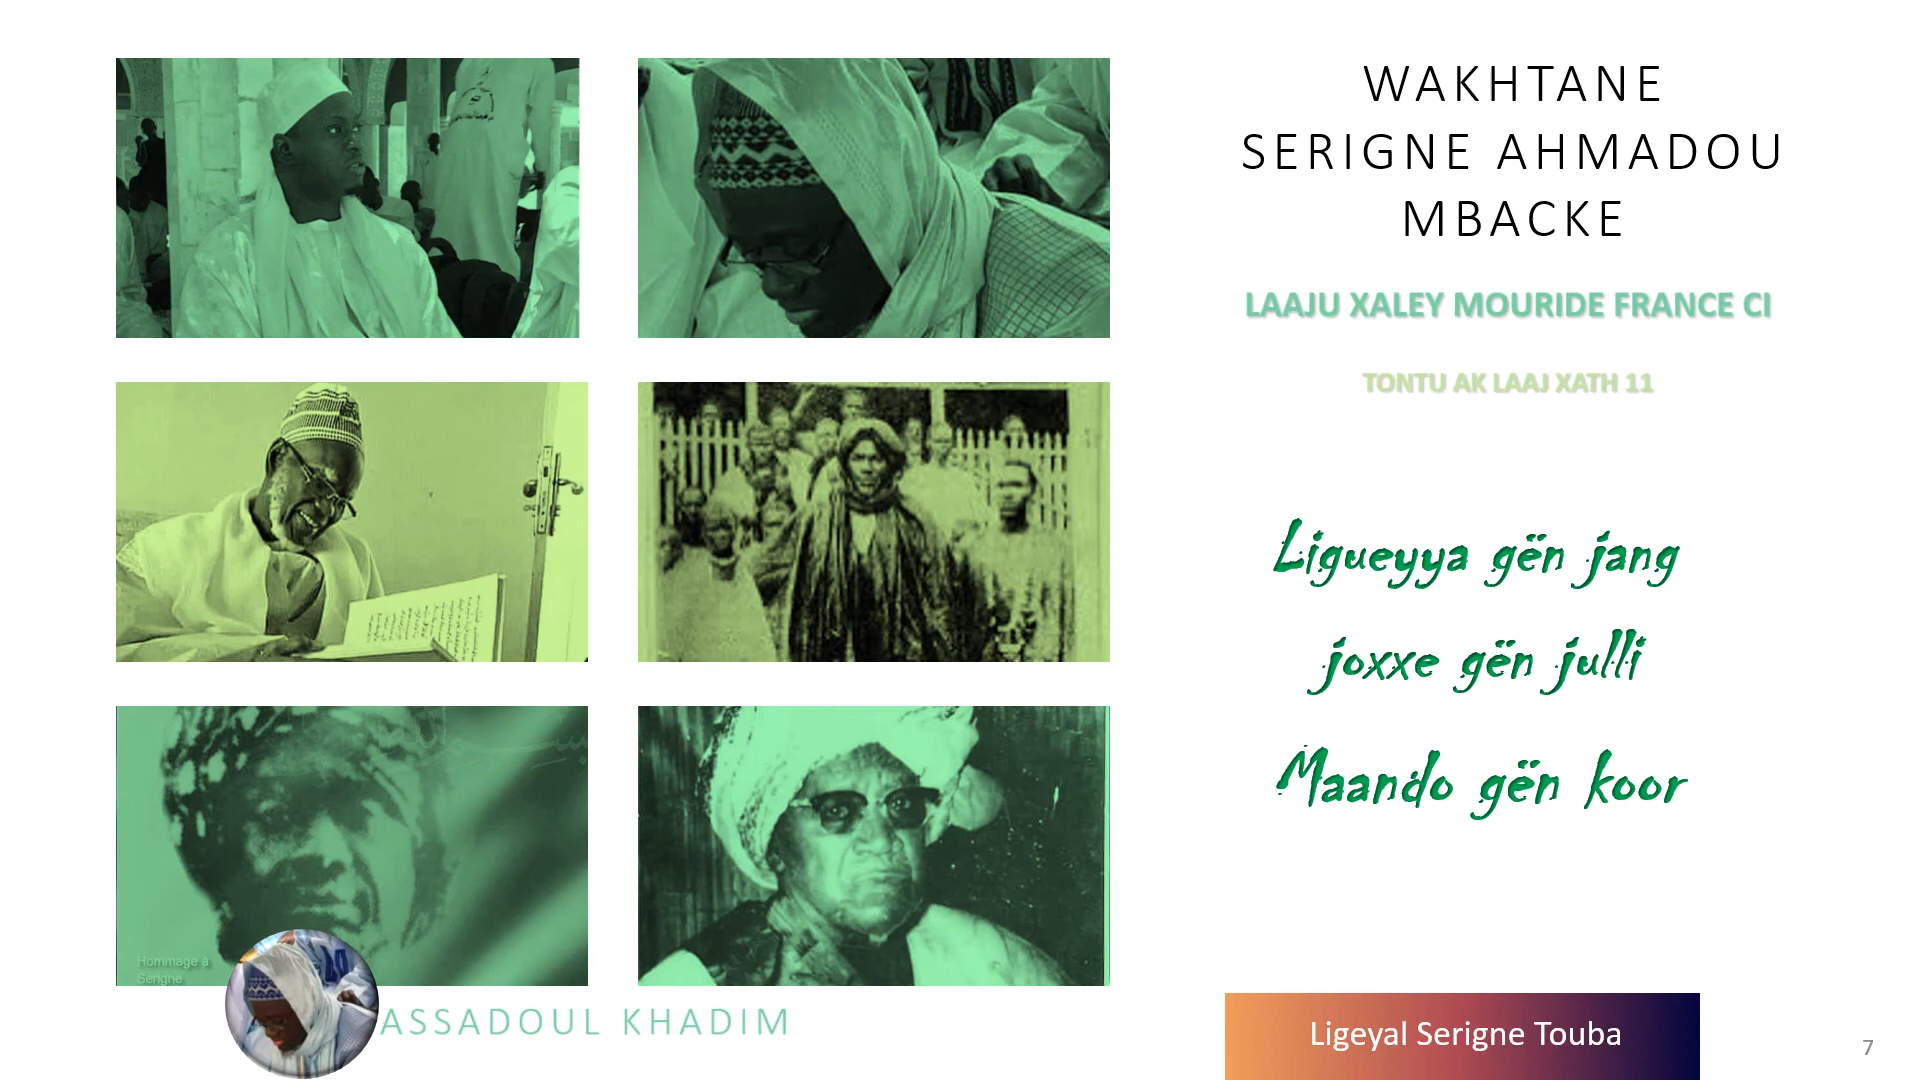 WAKHTANE
SERIGNE AHMADOU
MBACKE
LAAJU XALEY MOURIDE FRANCE CI
TONTU AK LAAJ XATH 11
Ligueyya gën jang
joxxe gën julli
Maando gën koor
Hommage à
Serigne
ASSADOUL KHADIM
Ligeyal Serigne Touba
7